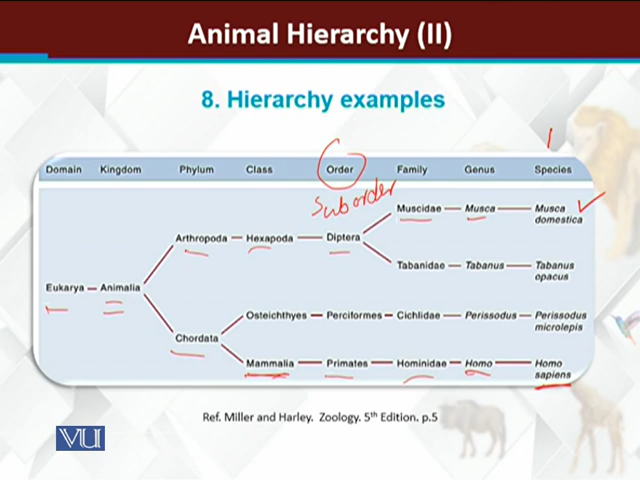 Animal Hierarchy (II)
8. Hierarchy examples
Domain Kingdom Phylum Class Order Family Genus Species
Suborder
Muscidae Musca Musca
domestica
Arthropoda Hexapoda Diptera
Tabanidae Tabanus Tabanus
opacus
Eukarya Animalia
Osteichthyes Perciformes Cichlidae Perissodus Perissodus
microlepis
Chordata
Mammalia Primates Hominidae Homo Homo
sapiens
Ref. Miller and Harley. Zoology. 5th Edition. p.5
VU